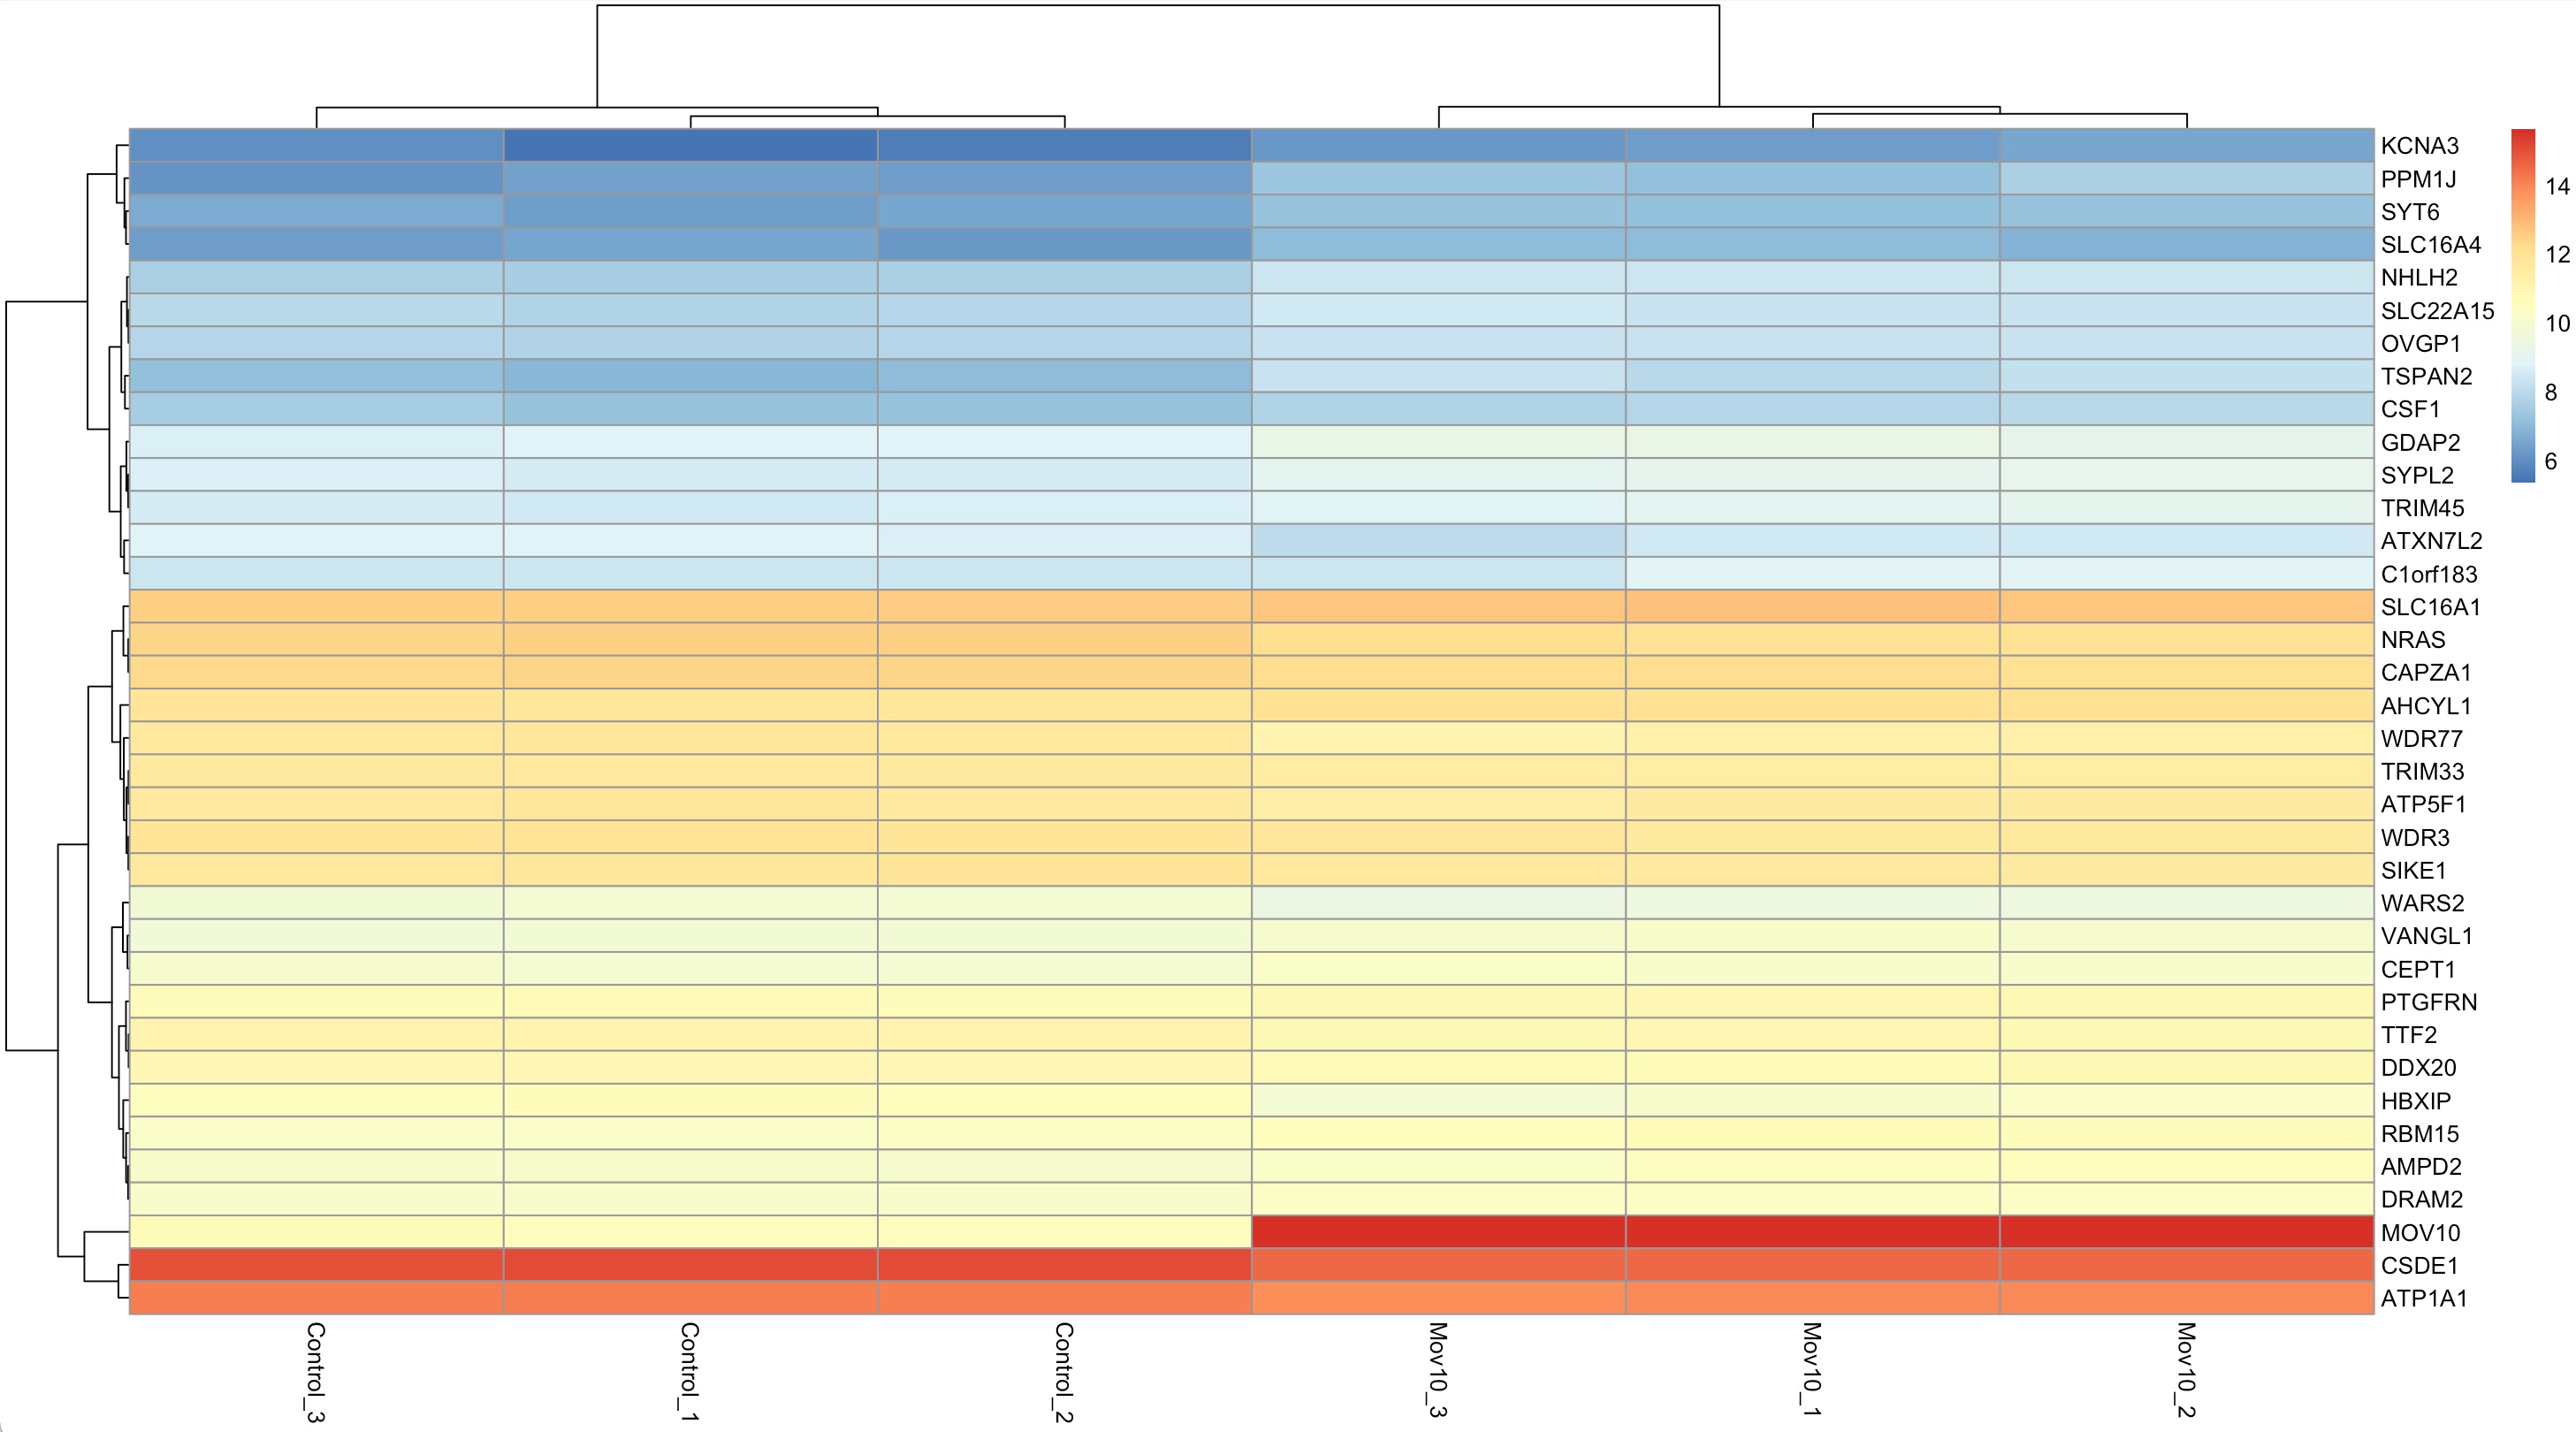 KCNA3
PPM1J
SYT6
SLC16A4
NHLH2
SLC22A15
OVGP1
TSPAN2
CSF1
GDAP2
SYPL2
TRIM45
ATXN7L2
C1orf183
SLC16A1
NRAS
CAPZA1
AHCYL1
WDR77
TRIM33
ATP5F1
WDR3
SIKE1
WARS2
VANGL1
CEPT1
PTGFRN
TTF2
DDX20
HBXIP
RBM15
AMPD2
DRAM2
MOV10
CSDE1
ATP1A1
14
12
10
8
6
Control_3
Control_1
Control_2
Mov10_3
Mov10_1
Mov10_2